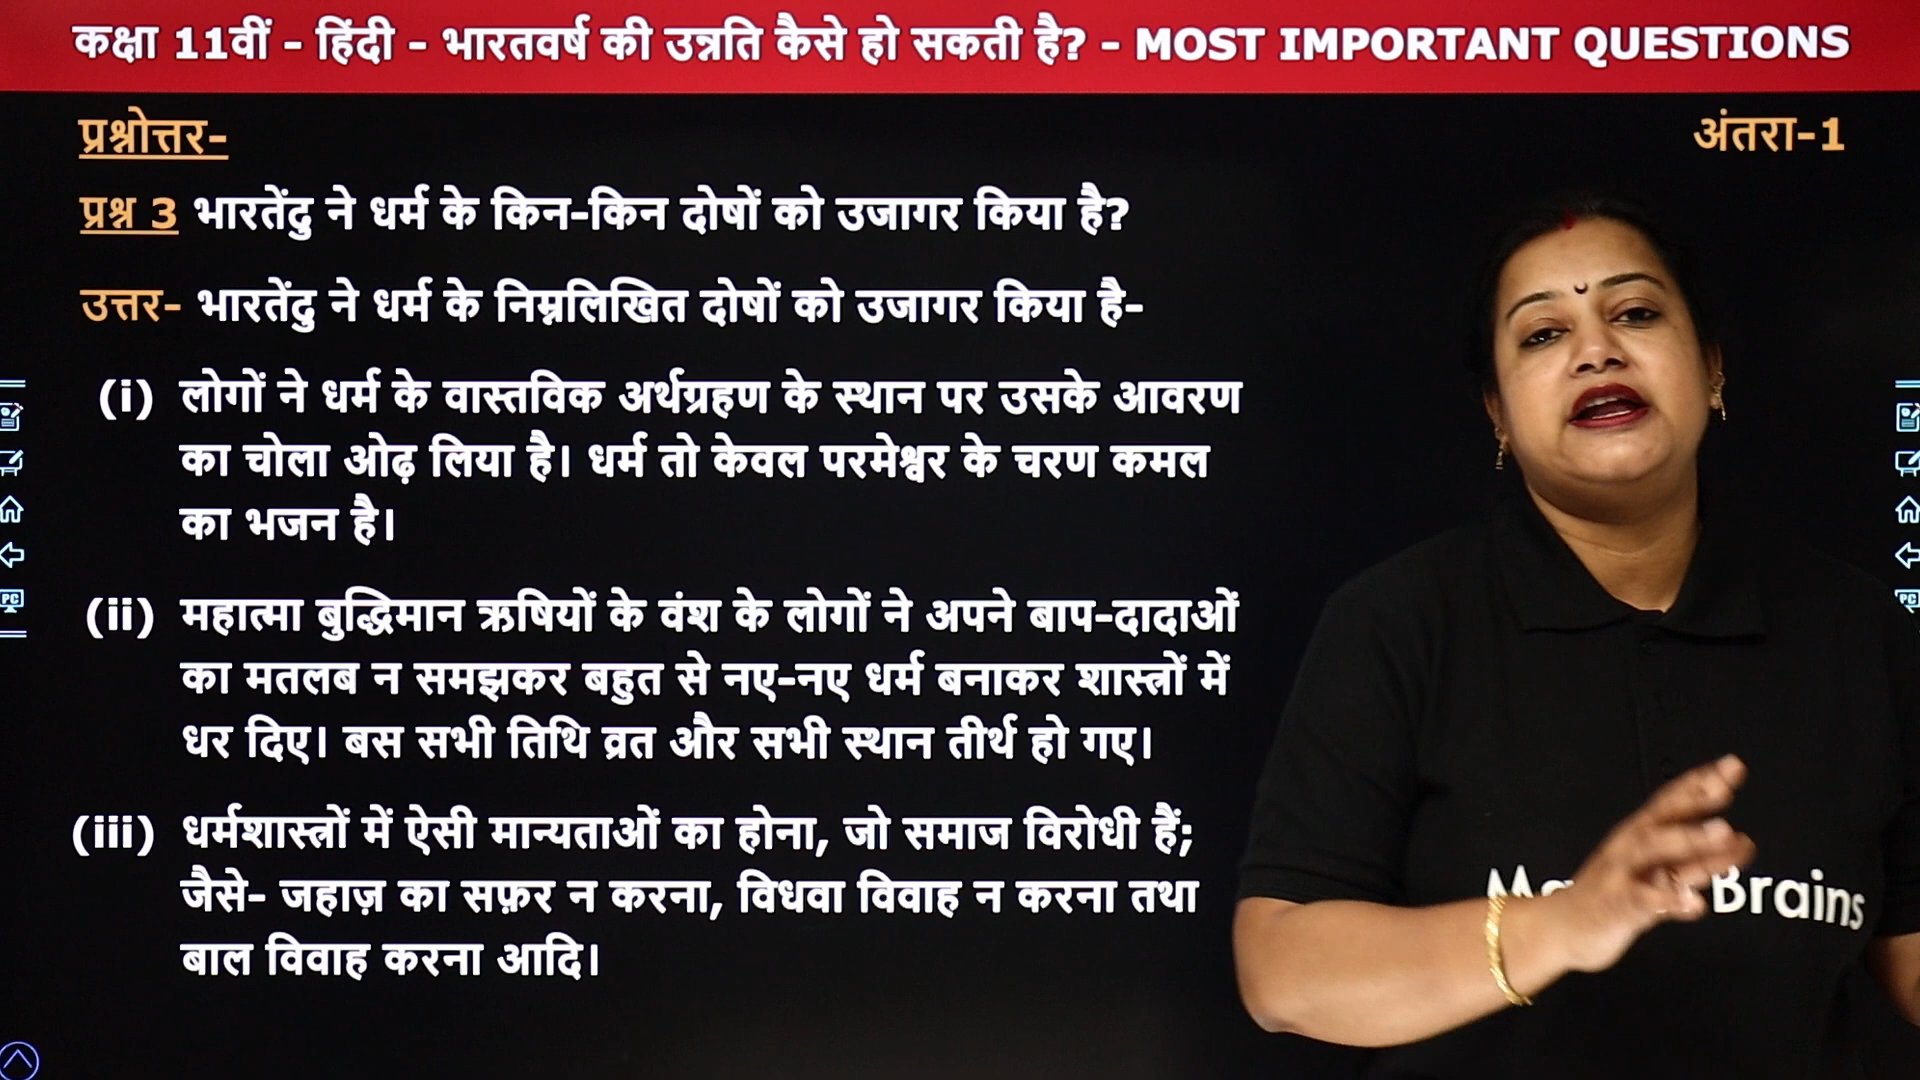 कक्षा 11वीं - हिंदी - भारतवर्ष की उन्नति कैसे हो सकती है? - MOST IMPORTANT QUESTIONS
प्रश्नोत्तर-
अंतरा-1
प्रश्न 3 भारतेंदु ने धर्म के किन-किन दोषों को उजागर किया है?
उत्तर- भारतेंदु ने धर्म के निम्नलिखित दोषों को उजागर किया है-
(i) लोगों ने धर्म के वास्तविक अर्थग्रहण के स्थान पर उसके आवरण
का चोला ओढ़ लिया है। धर्म तो केवल परमेश्वर के चरण कमल
का भजन है।
(ii) महात्मा बुद्धिमान ऋषियों के वंश के लोगों ने अपने बाप-दादाओं
का मतलब न समझकर बहुत से नए-नए धर्म बनाकर शास्त्रों में
धर दिए। बस सभी तिथि व्रत और सभी स्थान तीर्थ हो गए।
(iii) धर्मशास्त्रों में ऐसी मान्यताओं का होना, जो समाज विरोधी हैं;
जैसे- जहाज़ का सफ़र न करना, विधवा विवाह न करना तथा
बाल विवाह करना आदि।
PC
PC
Brains